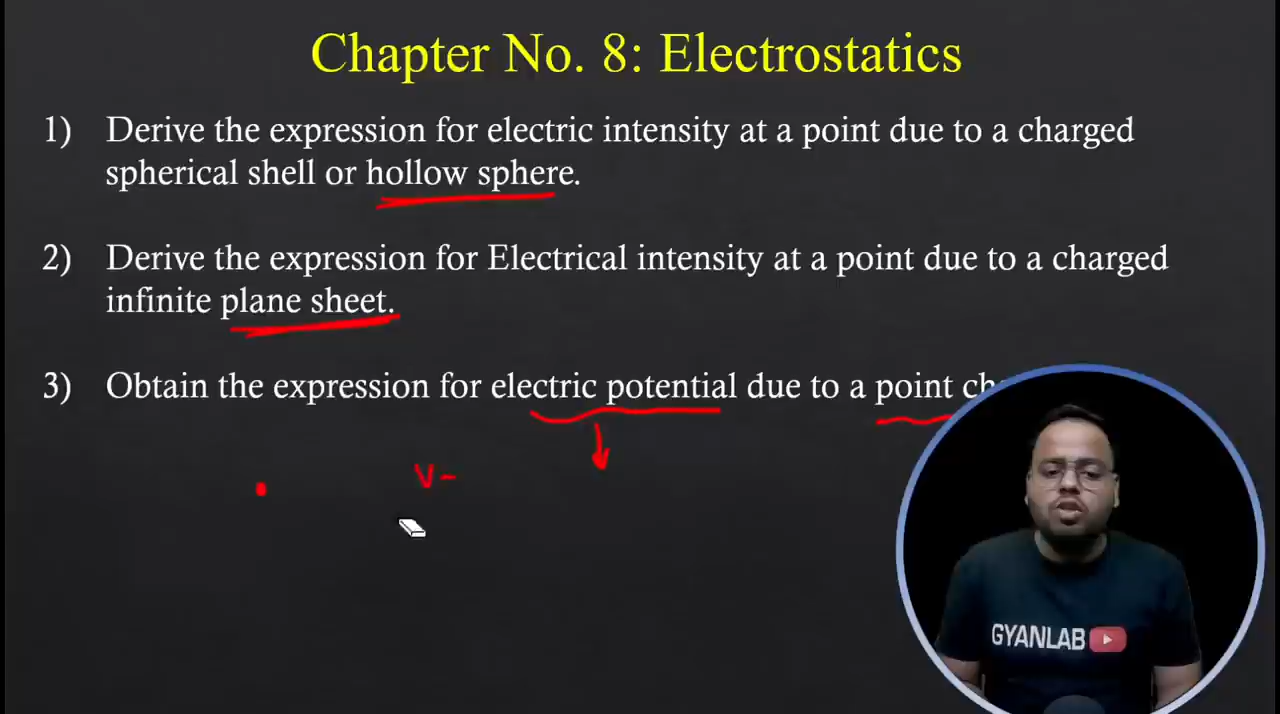 Chapter No. 8: Electrostatics
1) Derive the expression for electric intensity at a point due to a charged
spherical shell or hollow sphere.
2) Derive the expression for Electrical intensity at a point due to a charged
infinite plane sheet.
3) Obtain the expression for electric potential due to a point
V-
GYANLAB